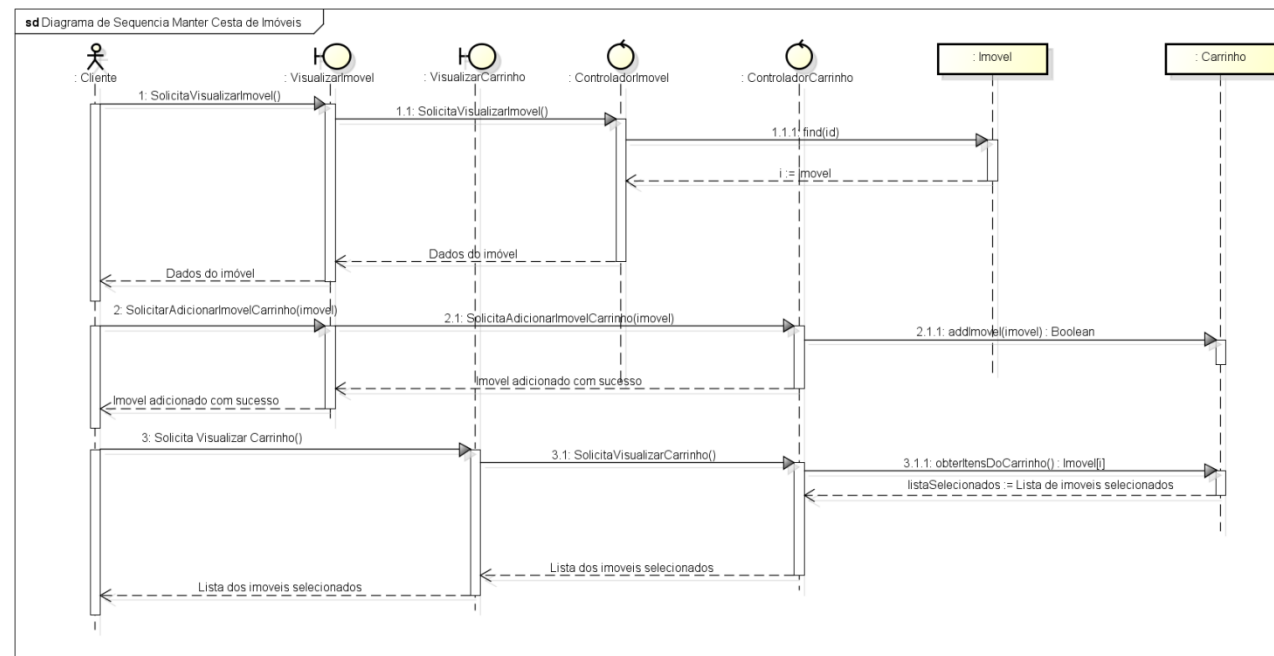 sd Diagrama de Sequencia Manter Cesta de Imóveis
: Cliente
: VisualizarImovel
: VisualizarCarrinho
: ControladorImovel
: ControladorCarrinho
: Imovel
: Carrinho
1: SolicitaVisualizarImovel()
1.1: SolicitaVisualizarImovel()
1.1.1: find(id)
i := imovel
Dados do imóvel
Dados do imóvel
2: SolicitarAdicionarImovelCarrinho(imovel)
2.1: SolicitaAdicionarImovelCarrinho(imovel)
2.1.1: addImovel(imovel) : Boolean
Imovel adicionado com sucesso
Imovel adicionado com sucesso
3: Solicita Visualizar Carrinho()
3.1: SolicitaVisualizarCarrinho()
3.1.1: obterItensDoCarrinho() : Imovel[i]
listaSelecionados := Lista de imoveis selecionados
Lista dos imoveis selecionados
Lista dos imoveis selecionados